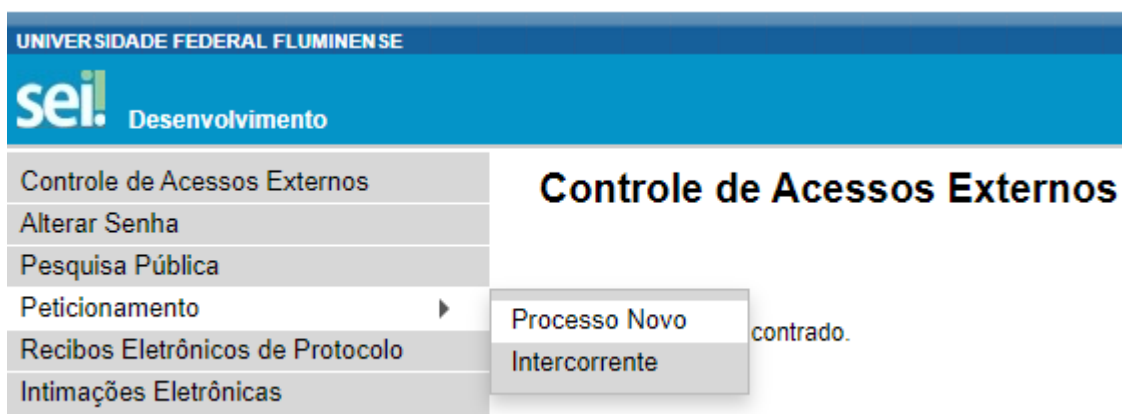 UNIVERSIDADE FEDERAL FLUMINENSE
sei! Desenvolvimento
Controle de Acessos Externos
Alterar Senha
Pesquisa Pública
Peticionamento
Recibos Eletrônicos de Protocolo
Intimações Eletrônicas
Controle de Acessos Externos
Processo Novo
Intercorrente
contrado.